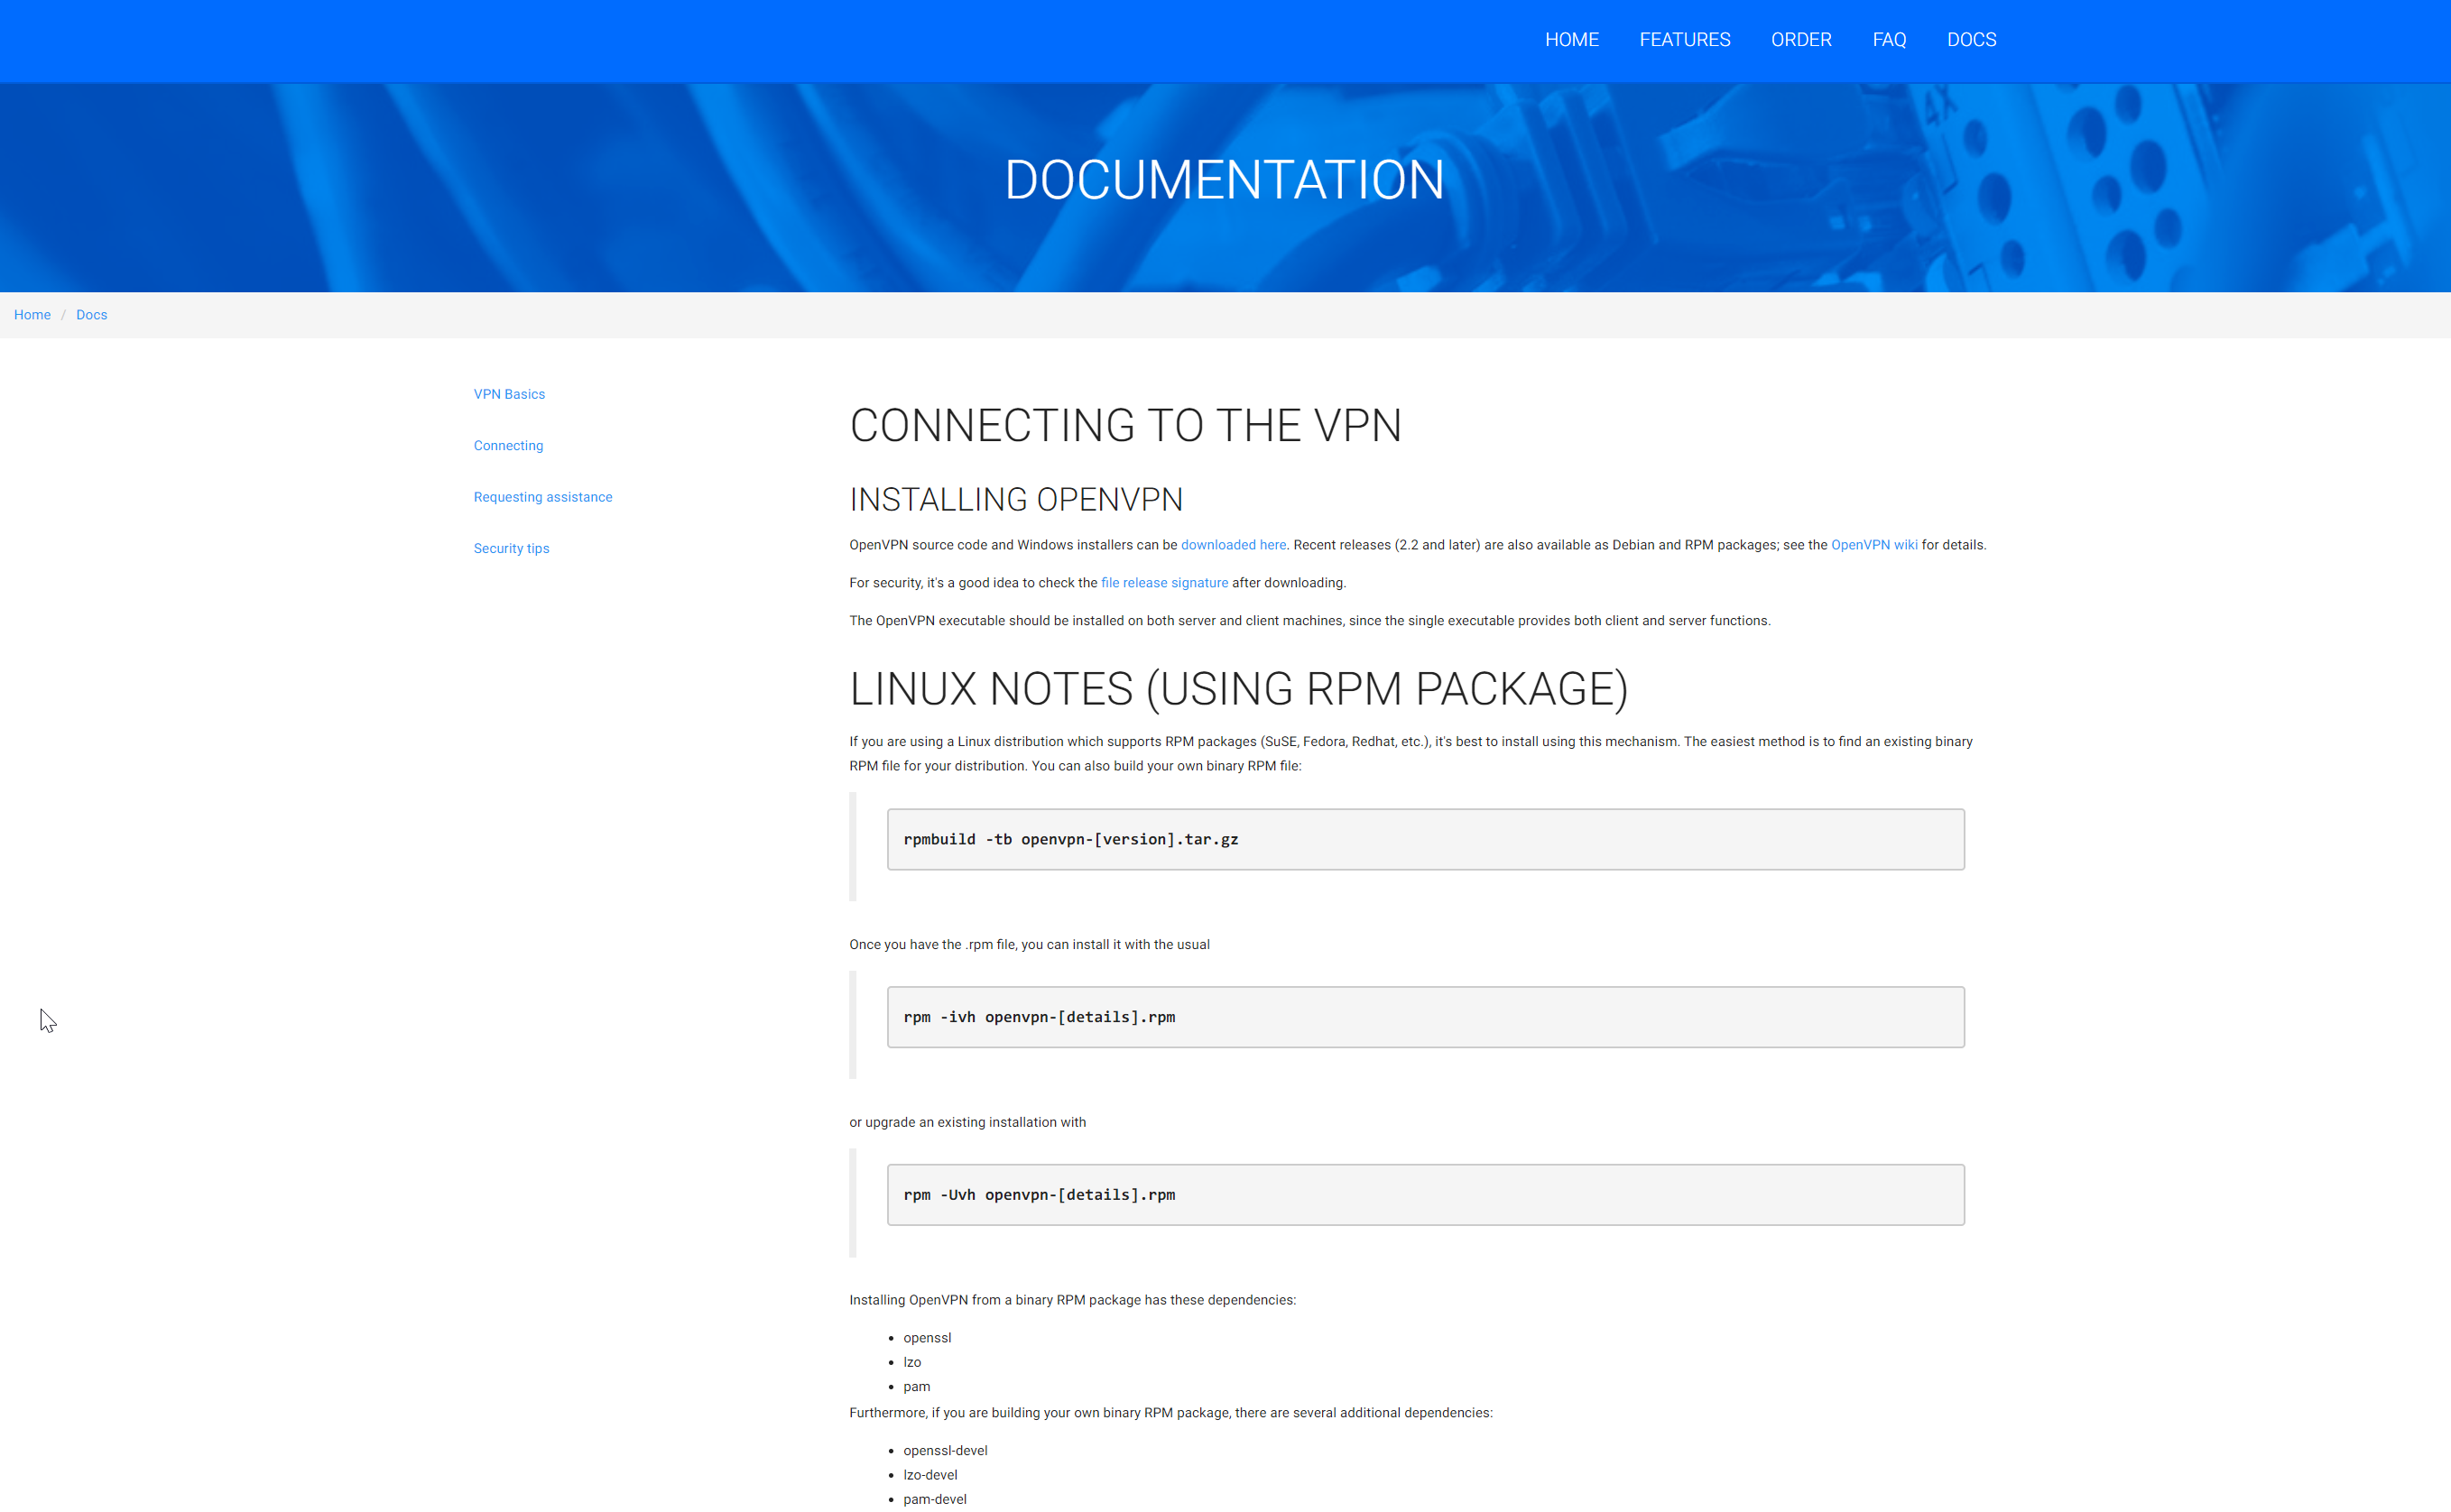 HOME FEATURES ORDER FAQ DOCS
4X
DOCUMENTATION
Home / Docs
VPN Basics
Connecting
Requesting assistance
Security tips
CONNECTING TO THE VPN
INSTALLING OPENVPN
OpenVPN source code and Windows installers can be downloaded here. Recent releases (2.2 and later) are also available as Debian and RPM packages; see the OpenVPN wiki for details.
For security, it's a good idea to check the file release signature after downloading.
The OpenVPN executable should be installed on both server and client machines, since the single executable provides both client and server functions.
LINUX NOTES (USING RPM PACKAGE)
If you are using a Linux distribution which supports RPM packages (SuSE, Fedora, Redhat, etc.), it's best to install using this mechanism. The easiest method is to find an existing binary
RPM file for your distribution. You can also build your own binary RPM file:
rpmbuild -tb openvpn-[version].tar.gz
Once you have the .rpm file, you can install it with the usual
rpm -ivh openvpn-[details].rpm
or upgrade an existing installation with
rpm -Uvh openvpn-[details].rpm
Installing OpenVPN from a binary RPM package has these dependencies:
• openssl
• lzo
• pam
Furthermore, if you are building your own binary RPM package, there are several additional dependencies:
• openssl-devel
• lzo-devel
• pam-devel